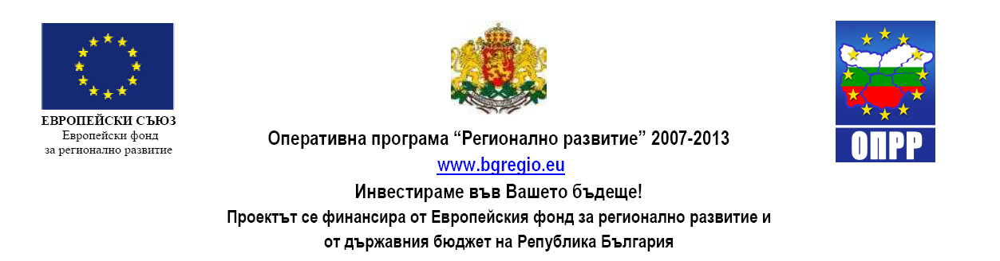 ЕВРОПЕЙСКИ СЪЮЗ
Европейски фонд
за регионално развитие
Оперативна програма “Регионално развитие” 2007-2013
www.bgregio.eu
Инвестираме във Вашето бъдеще!
Проектът се финансира от Европейския фонд за регионално развитие и
от държавния бюджет на Република България
ОПРР